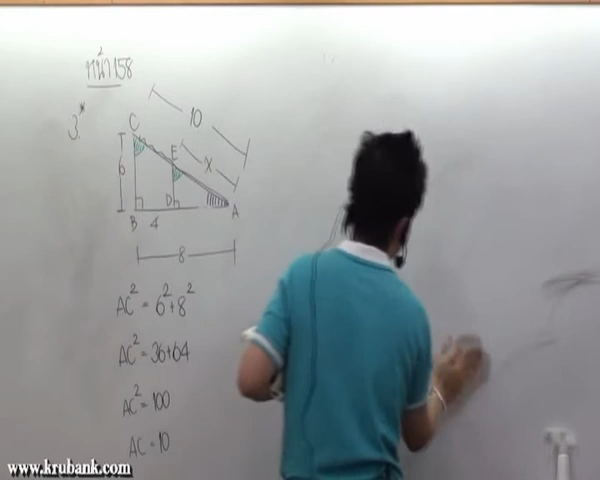 หน้า 158
3.*
10
C
E
X
6
D
A
B 4
8
AC² = 6² + 8²
AC² = 36+64
AC² = 100
AC = 10
www.krubank.com